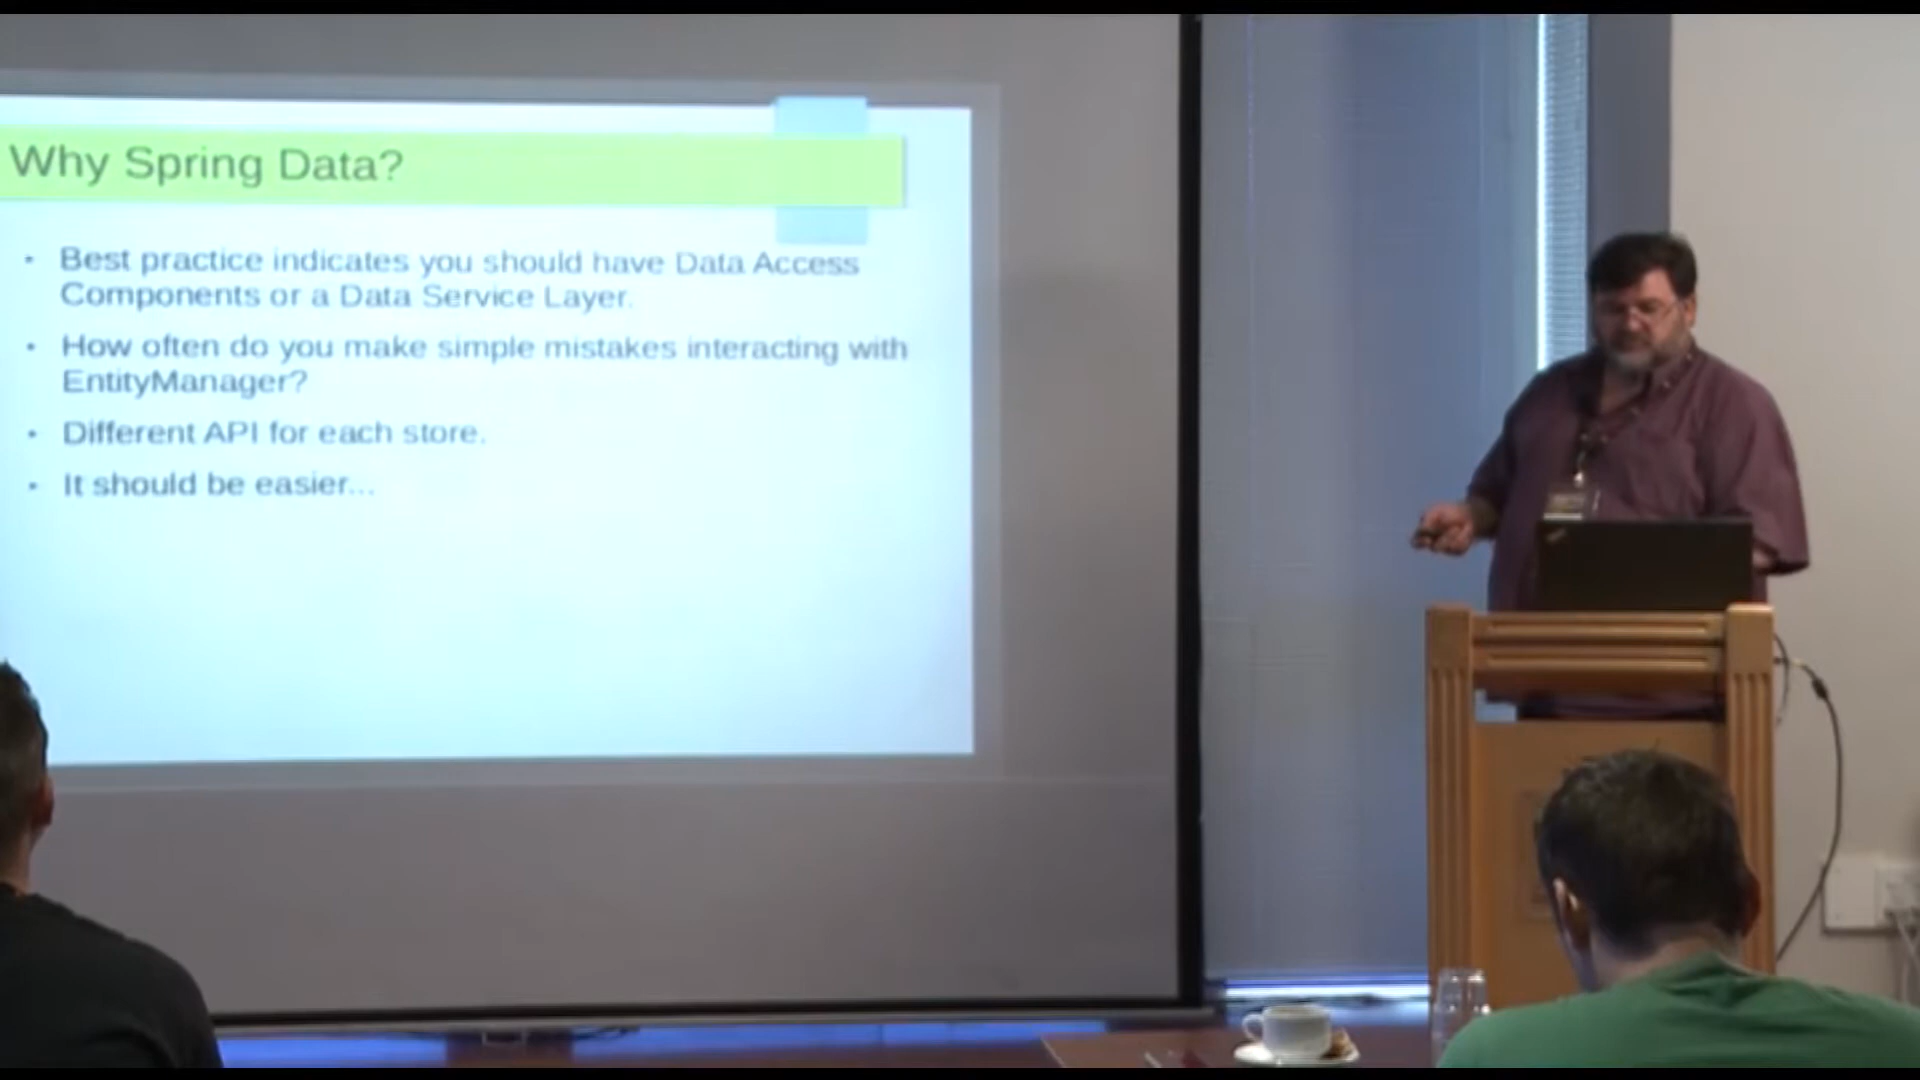 Why Spring Data?
• Best practice indicates you should have Data Access
Components or a Data Service Layer.
• How often do you make simple mistakes interacting with
EntityManager?
• Different API for each store.
• It should be easier...